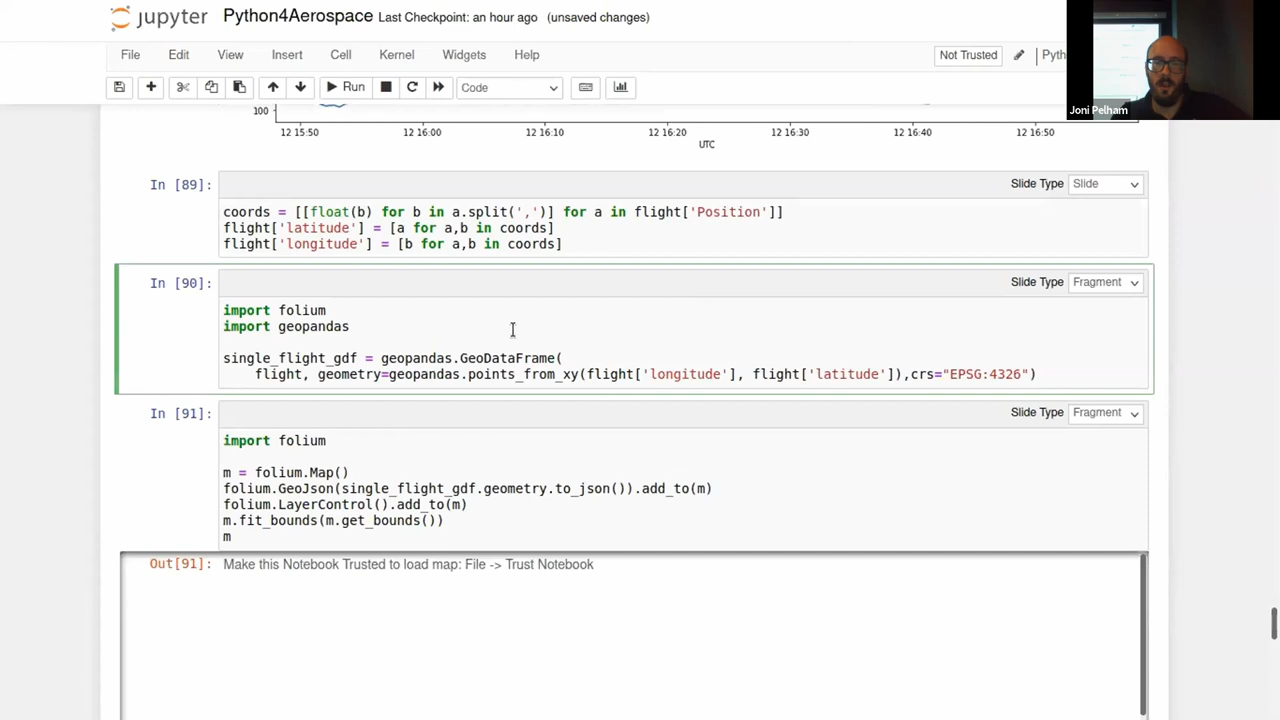 jupyter Python4Aerospace Last Checkpoint: an hour ago (unsaved changes)
File Edit View Insert Cell Kernel Widgets Help Not Trusted Pyth
Run Code
Joni Pelham
100
12 15:50 12 16:00 12 16:10 12 16:20 12 16:30 12 16:40 12 16:50
UTC
In [89]: Slide Type Slide
coords = [[float(b) for b in a.split(',')] for a in flight['Position']]
flight['latitude'] = [a for a,b in coords]
flight['longitude'] = [b for a,b in coords]
In [90]: Slide Type Fragment
import folium
import geopandas
single_flight_gdf = geopandas.GeoDataFrame(
flight, geometry=geopandas.points_from_xy(flight['longitude'], flight['latitude']),crs="EPSG:4326")
In [91]: Slide Type Fragment
import folium
m = folium.Map()
folium.GeoJson(single_flight_gdf.geometry.to_json()).add_to(m)
folium.LayerControl().add_to(m)
m.fit_bounds(m.get_bounds())
m
Out[91]: Make this Notebook Trusted to load map: File -> Trust Notebook